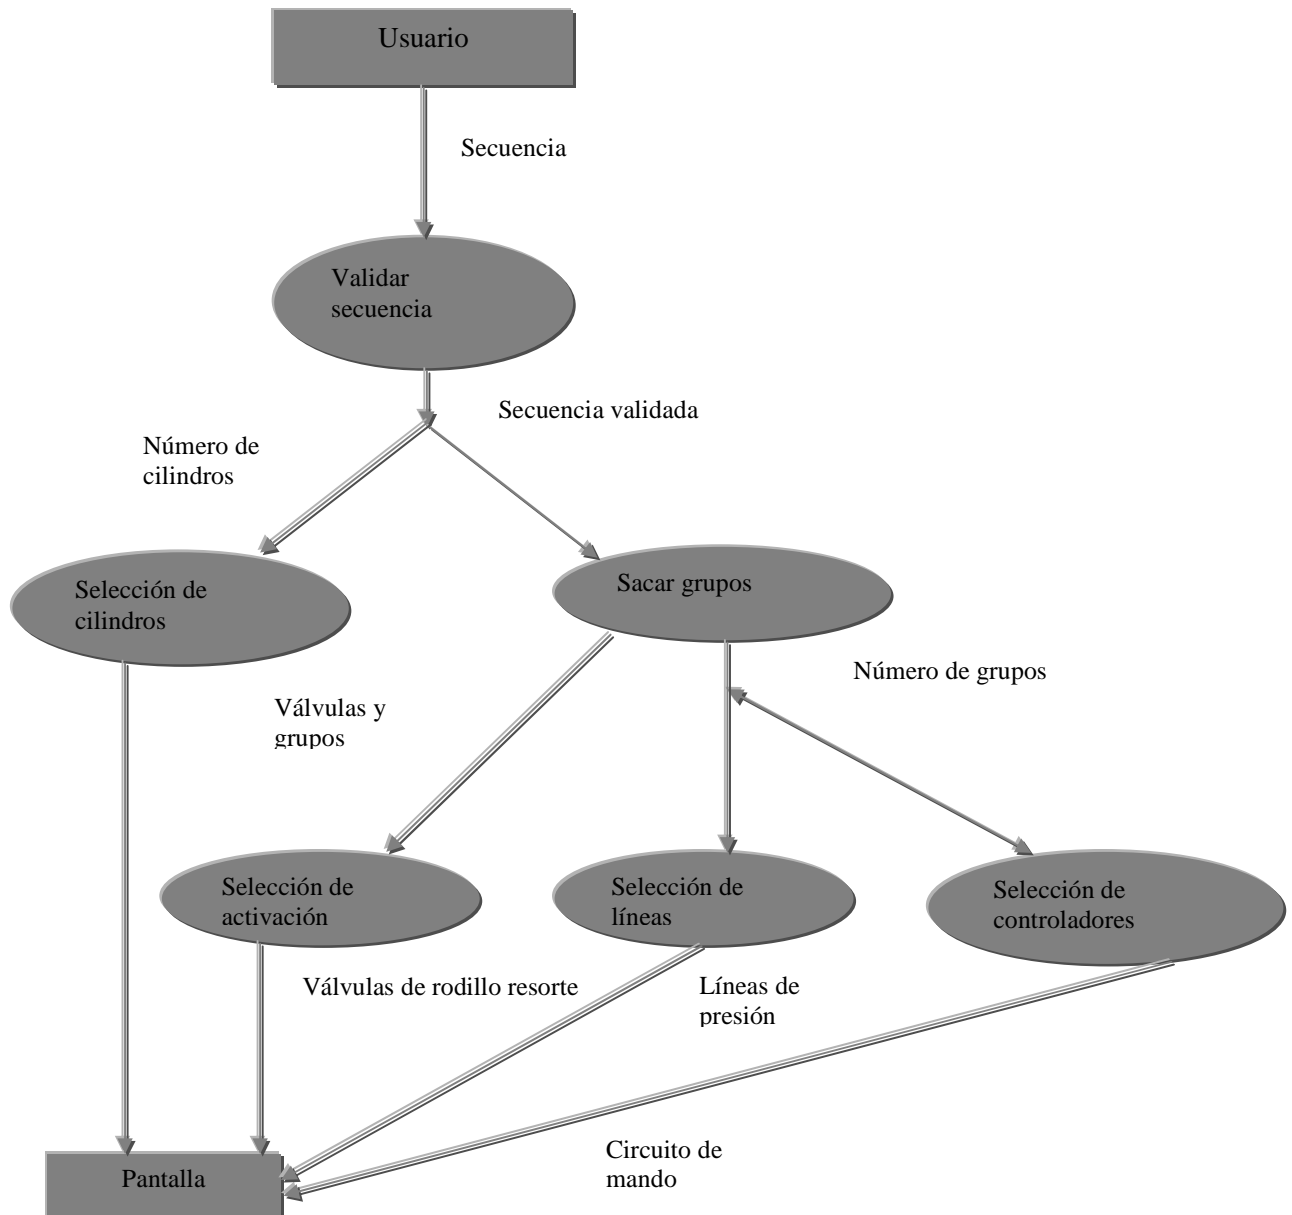 Usuario
Secuencia
Validar
secuencia
Secuencia validada
Número de
cilindros
Selección de
cilindros
Sacar grupos
Número de grupos
Válvulas y
grupos
Selección de
activación
Selección de
líneas
Selección de
controladores
Válvulas de rodillo resorte
Líneas de
presión
Circuito de
mando
Pantalla